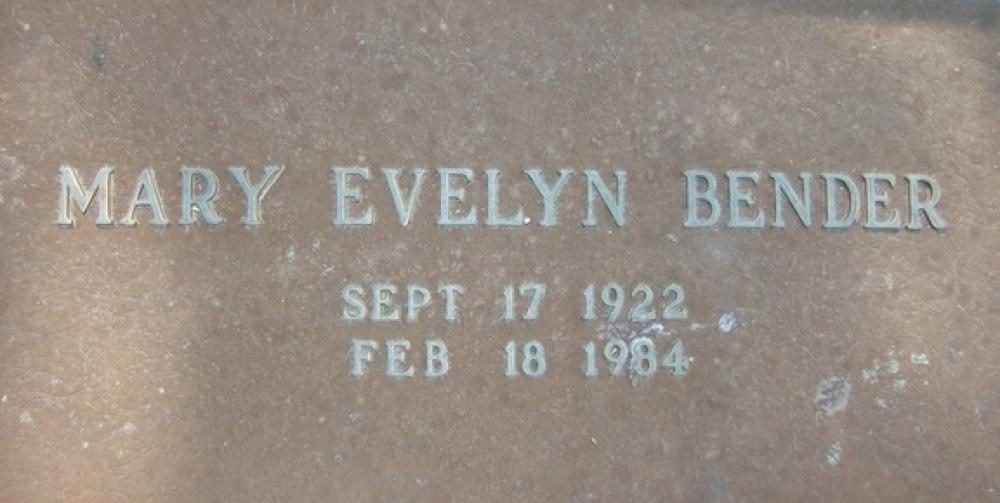 MARY EVELYN BENDER
SEPT 17 1922
FEB 18 1984